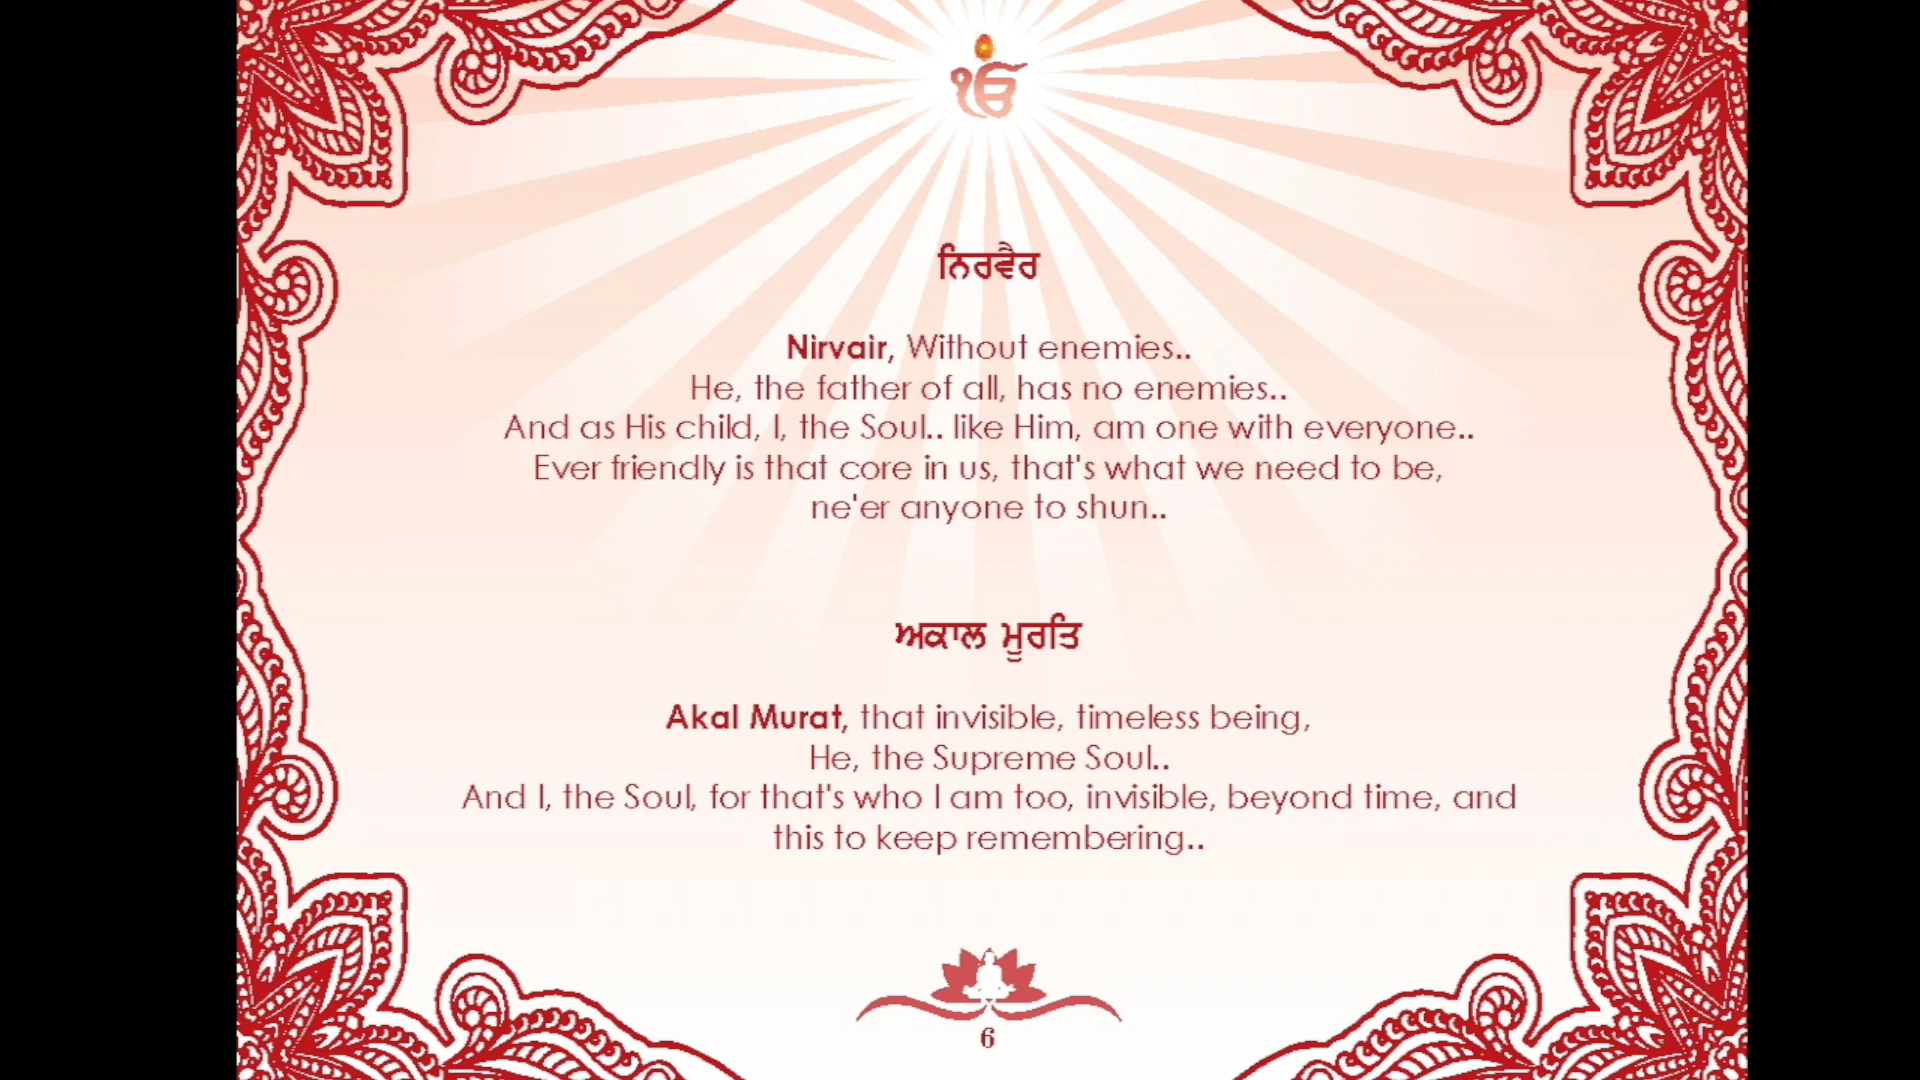 ੴ
ਨਿਰਵੈਰ
Nirvair, Without enemies..
He, the father of all, has no enemies..
And as His child, I, the Soul.. like Him, am one with everyone..
Ever friendly is that core in us, that's what we need to be,
ne'er anyone to shun..
ਅਕਾਲ ਮੂਰਤਿ
Akal Murat, that invisible, timeless being,
He, the Supreme Soul..
And I, the Soul, for that's who I am too, invisible, beyond time, and
this to keep remembering..
6